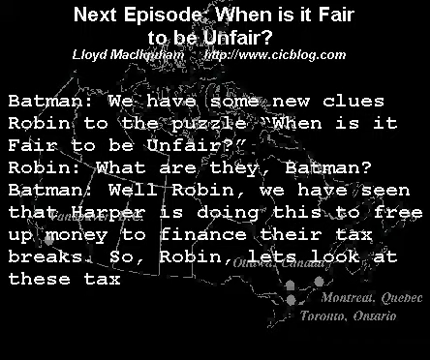 Next Episode: When is it Fair
to be Unfair?
Lloyd MacIlquham http://www.cicblog.com
Batman: We have some new clues
Robin to the puzzle “When is it
Fair to be Unfair?”
Robin: What are they, Batman?
Batman: Well Robin, we have seen
that Harper is doing this to free
up money to finance their tax
breaks. So, Robin, lets look at
these tax
Vancouver
Ottawa, Canada
Montreal, Quebec
Toronto, Ontario